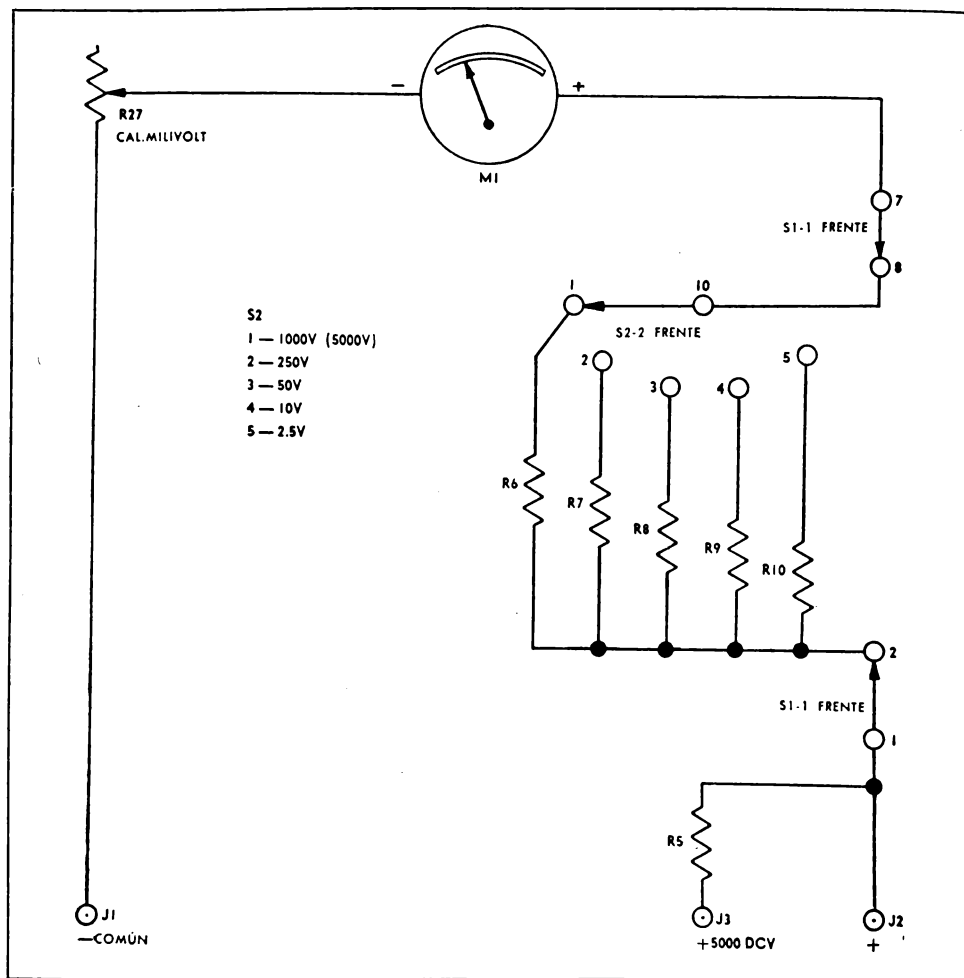 − +
R27
CAL.MILIVOLT
M1
7
S1-1 FRENTE
8
1 10
S2-2 FRENTE
S2
1 — 1000V (5000V)
2 — 250V
3 — 50V
4 — 10V
5 — 2.5V
2 3 4 5
R6 R7 R8 R9 R10
2
S1-1 FRENTE
1
R5
J1 J3 J2
—COMÚN +5000 DCV +